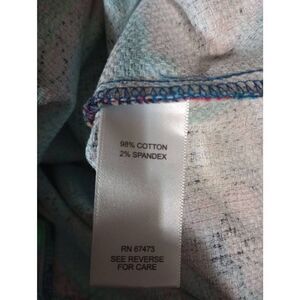 98% COTTON
2% SPANDEX
RN 67473
SEE REVERSE
FOR CARE